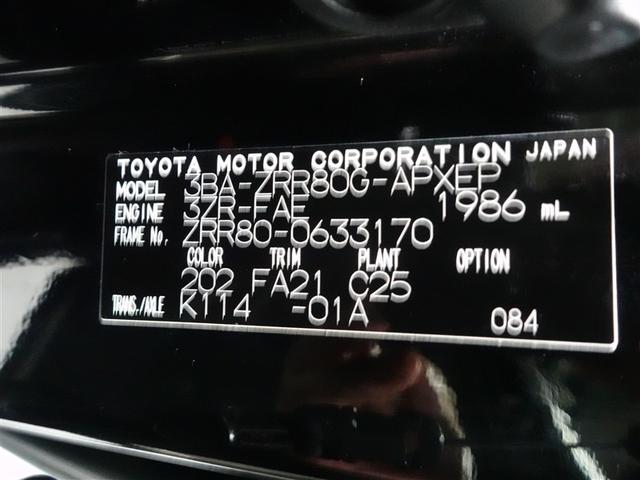 TOYOTA MOTOR CORPORATION JAPAN
MODEL 3BA-ZRR80G-APXEP
ENGINE 3ZR-FAE 1986 mL
FRAME No. ZRR80-0633170
COLOR TRIM PLANT OPTION
202 FA21 C25
TRANS./AXLE K114 -01A
084